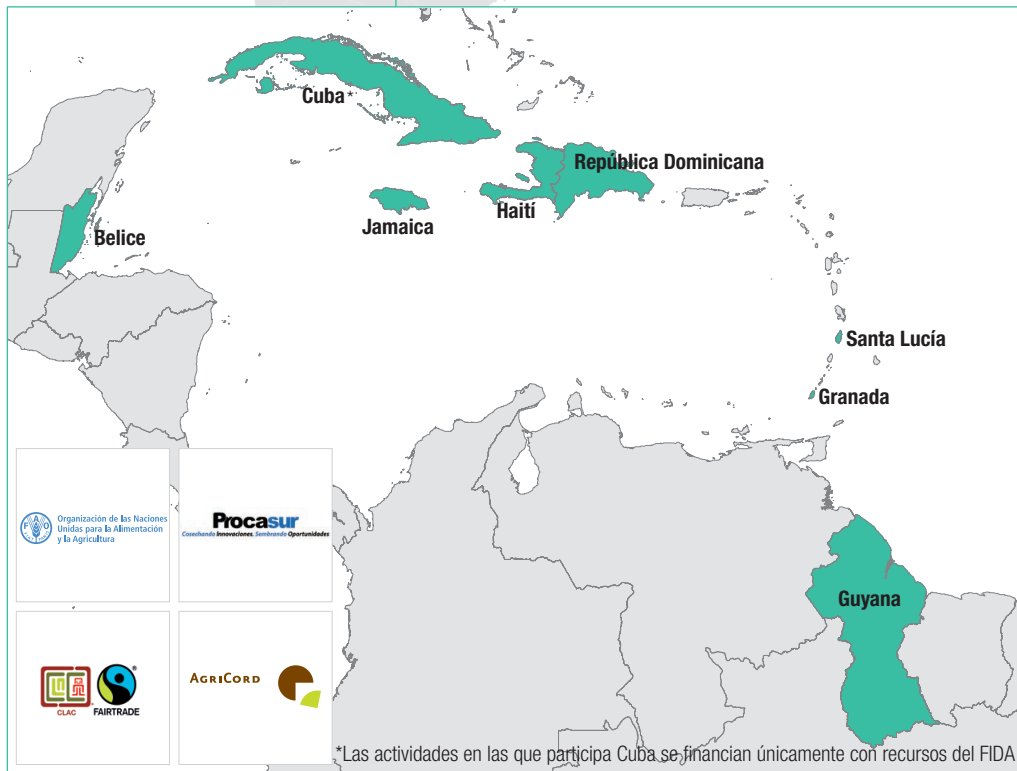 Cuba*
República Dominicana
Haití
Jamaica
Belice
Santa Lucía
Granada
Guyana
FAO
Organización de las Naciones
Unidas para la Alimentación
y la Agricultura
Procasur
Cosechando Innovaciones, Sembrando Oportunidades
CLAC
FAIRTRADE
®
AGRICORD
*Las actividades en las que participa Cuba se financian únicamente con recursos del FIDA